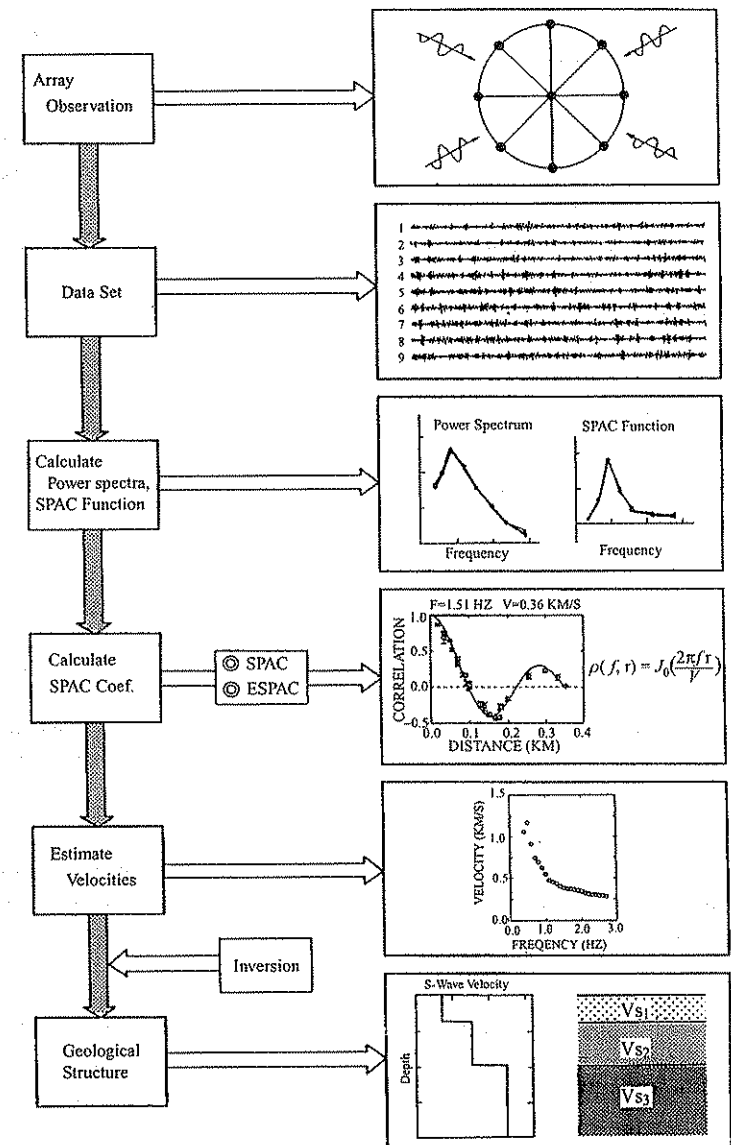 Array
Observation
Data Set
1
2
3
4
5
6
7
8
9
Calculate
Power spectra,
SPAC Function
Power Spectrum
SPAC Function
Frequency
Frequency
Calculate
SPAC Coef.
◎ SPAC
◎ ESPAC
F=1.51 HZ V=0.36 KM/S
CORRELATION
1.0
0.5
0.0
-0.5
0.0 0.1 0.2 0.3 0.4
DISTANCE (KM)
ρ(f, r) = J₀(2πfr/V)
Estimate
Velocities
VELOCITY (KM/S)
1.5
1.0
0.5
0.0
0.0 1.0 2.0 3.0
FREQENCY (HZ)
Inversion
Geological
Structure
S-Wave Velocity
Depth
Vs1
Vs2
Vs3